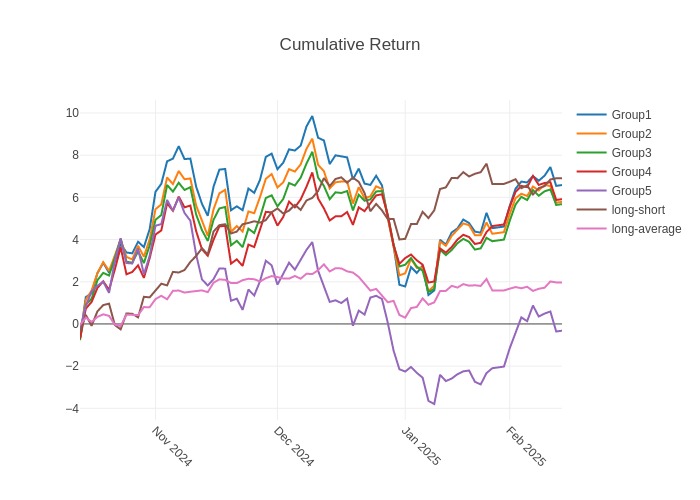 Cumulative Return
10
8
6
4
2
0
−2
−4
Nov 2024
Dec 2024
Jan 2025
Feb 2025
Group1
Group2
Group3
Group4
Group5
long-short
long-average